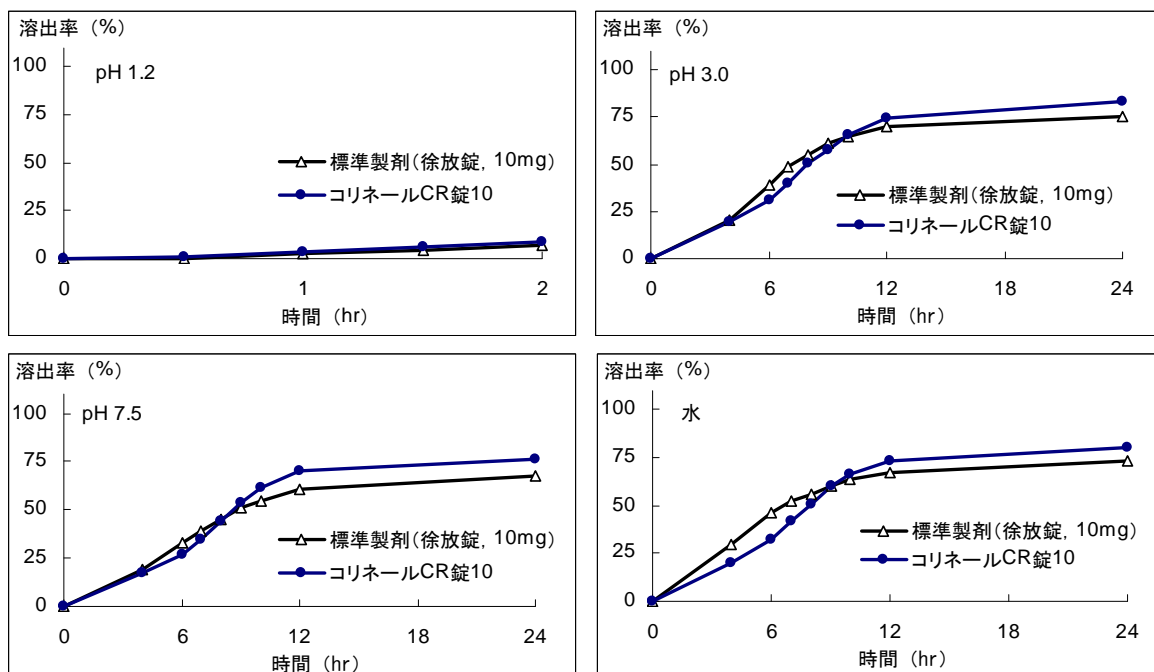 溶出率 (%)
100
pH 1.2
75
50
標準製剤(徐放錠, 10mg)
コリネールCR錠10
25
0
0 1 2
時間 (hr)
溶出率 (%)
100
pH 3.0
75
50
標準製剤(徐放錠, 10mg)
コリネールCR錠10
25
0
0 6 12 18 24
時間 (hr)
溶出率 (%)
100
pH 7.5
75
50
標準製剤(徐放錠, 10mg)
コリネールCR錠10
25
0
0 6 12 18 24
時間 (hr)
溶出率 (%)
100
水
75
50
標準製剤(徐放錠, 10mg)
コリネールCR錠10
25
0
0 6 12 18 24
時間 (hr)